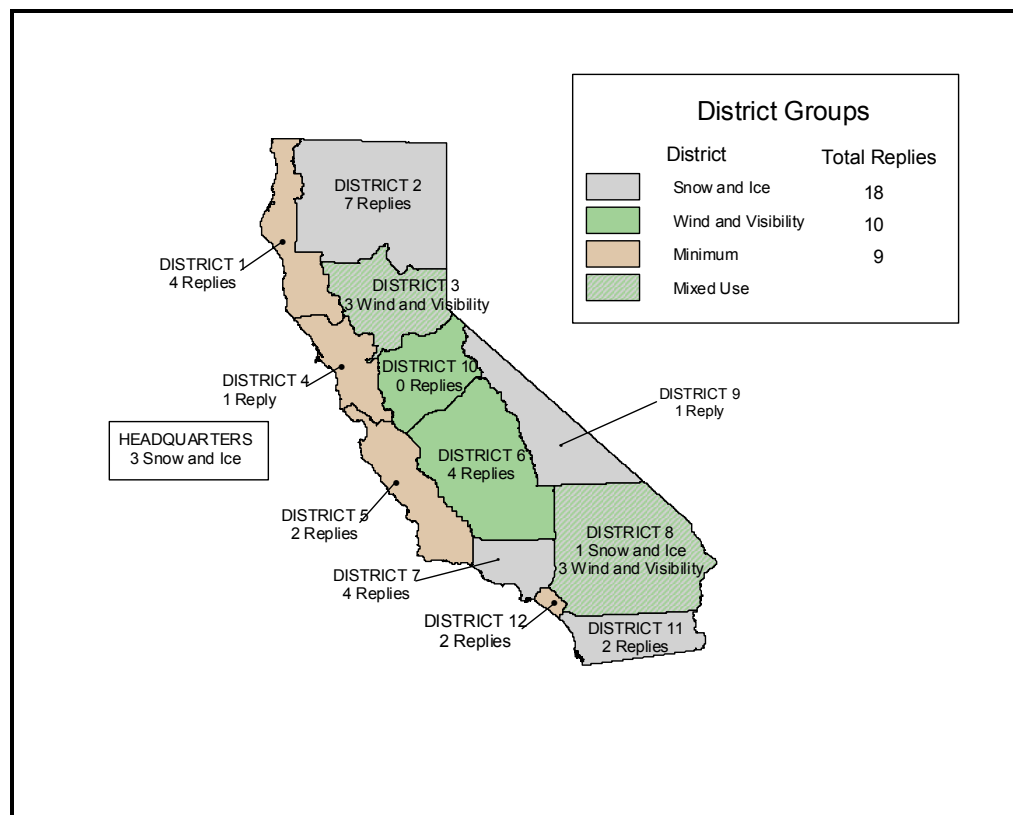 District Groups
District Total Replies
Snow and Ice 18
Wind and Visibility 10
Minimum 9
Mixed Use
DISTRICT 2
7 Replies
DISTRICT 1
4 Replies
DISTRICT 3
3 Wind and Visibility
DISTRICT 10
0 Replies
DISTRICT 4
1 Reply
DISTRICT 9
1 Reply
HEADQUARTERS
3 Snow and Ice
DISTRICT 6
4 Replies
DISTRICT 5
2 Replies
DISTRICT 8
1 Snow and Ice
3 Wind and Visibility
DISTRICT 7
4 Replies
DISTRICT 12
2 Replies
DISTRICT 11
2 Replies